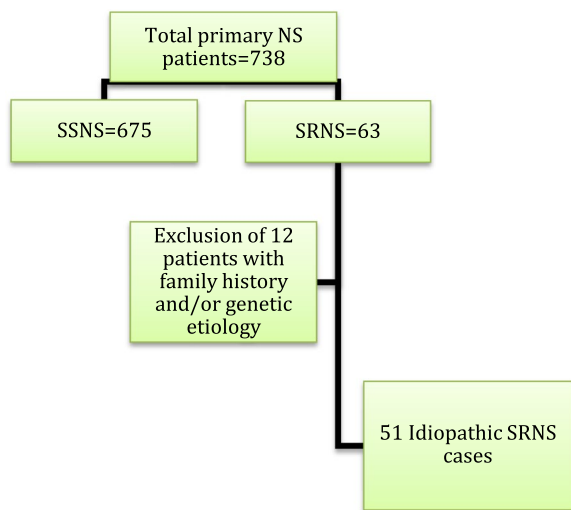 Total primary NS
patients=738
SSNS=675
SRNS=63
Exclusion of 12
patients with
family history
and/or genetic
etiology
51 Idiopathic SRNS
cases